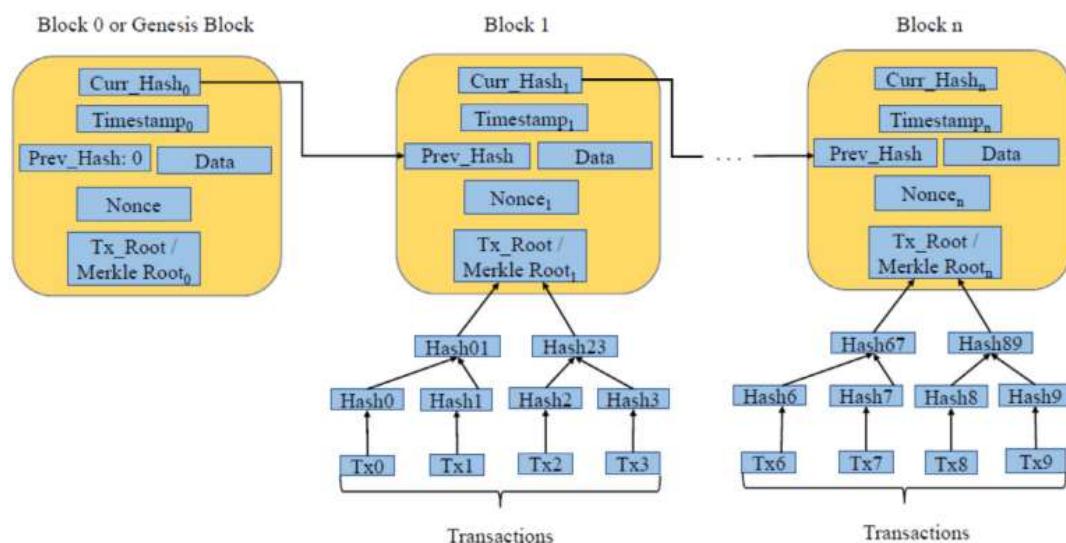 Block 0 or Genesis Block
Curr_Hash₀
Timestamp₀
Prev_Hash: 0
Data
Nonce
Tx_Root /
Merkle Root₀
Block 1
Curr_Hash₁
Timestamp₁
Prev_Hash
Data
Nonce₁
Tx_Root /
Merkle Root₁
Hash01
Hash23
Hash0
Hash1
Hash2
Hash3
Tx0
Tx1
Tx2
Tx3
Transactions
. . .
Block n
Curr_Hashₙ
Timestampₙ
Prev_Hash
Data
Nonceₙ
Tx_Root /
Merkle Rootₙ
Hash67
Hash89
Hash6
Hash7
Hash8
Hash9
Tx6
Tx7
Tx8
Tx9
Transactions